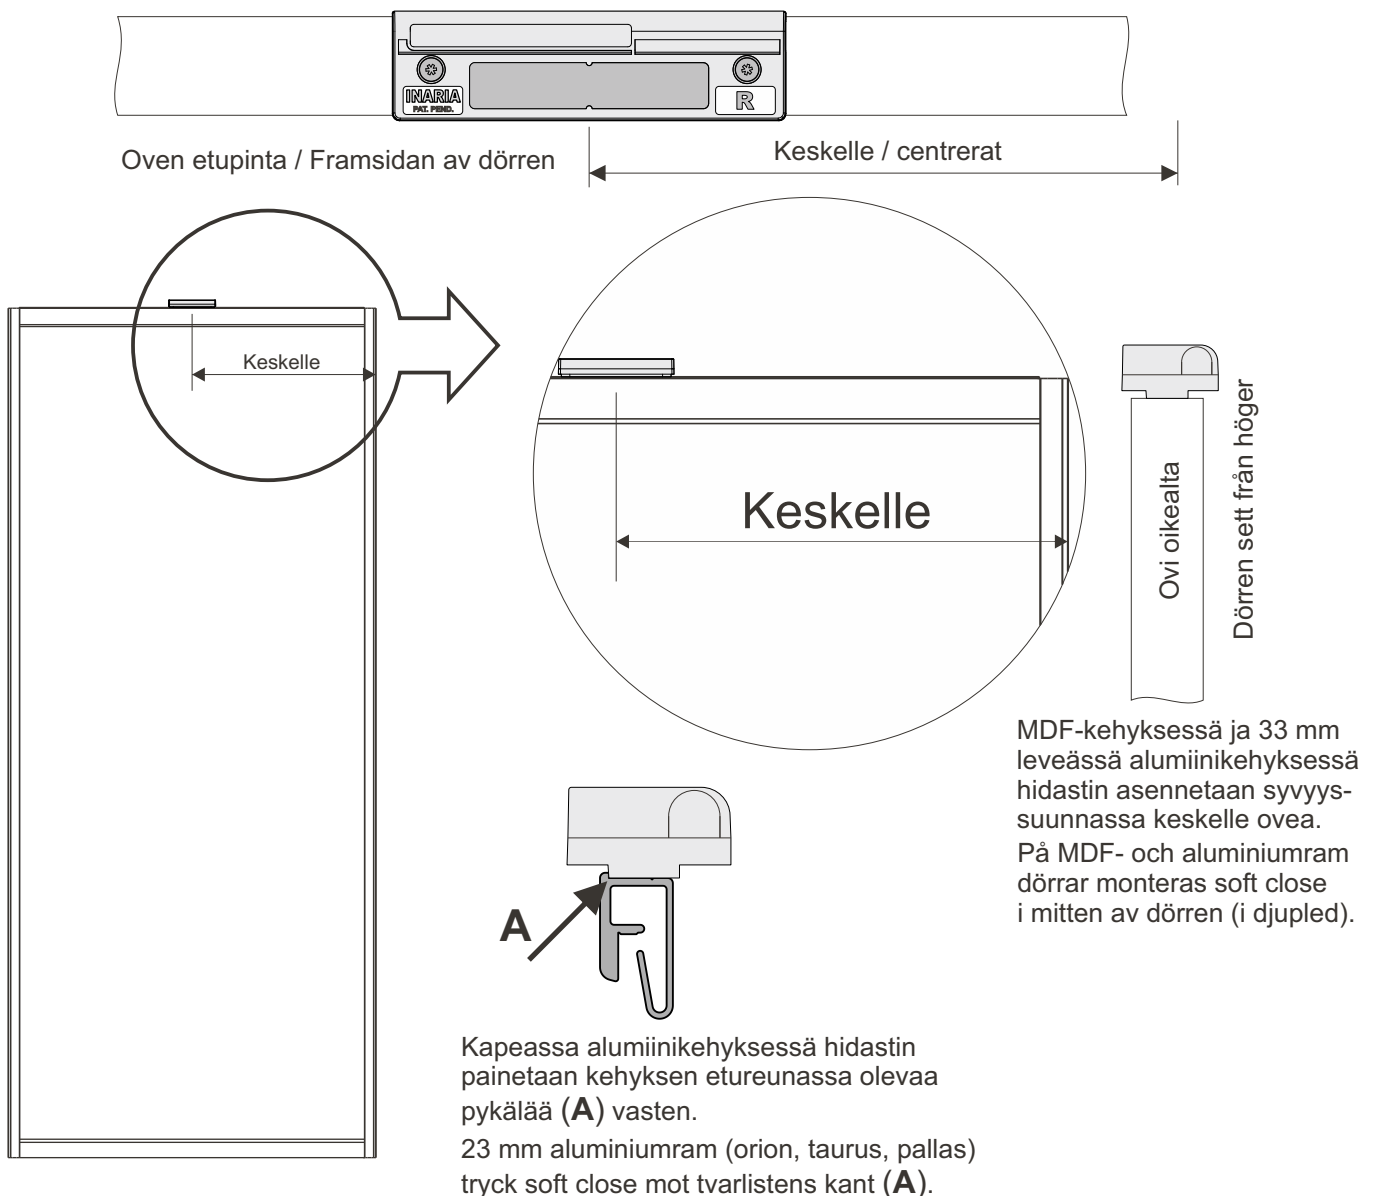 INARIA
PAT. PEND.
R
Oven etupinta / Framsidan av dörren
Keskelle / centrerat
Keskelle
Keskelle
Ovi oikealta
Dörren sett från höger
MDF-kehyksessä ja 33 mm
leveässä alumiinikehyksessä
hidastin asennetaan syvyys-
suunnassa keskelle ovea.
På MDF- och aluminiumram
dörrar monteras soft close
i mitten av dörren (i djupled).
A
Kapeassa alumiinikehyksessä hidastin
painetaan kehyksen etureunassa olevaa
pykälää (A) vasten.
23 mm aluminiumram (orion, taurus, pallas)
tryck soft close mot tvarlistens kant (A).